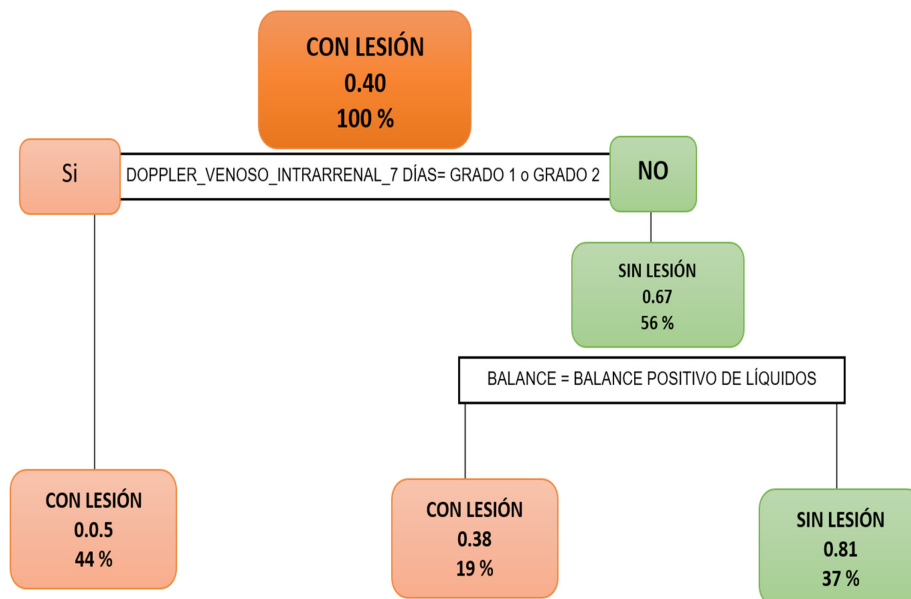 CON LESIÓN
0.40
100 %
Si
DOPPLER_VENOSO_INTRARRENAL_7 DÍAS= GRADO 1 o GRADO 2
NO
SIN LESIÓN
0.67
56 %
BALANCE = BALANCE POSITIVO DE LÍQUIDOS
CON LESIÓN
0.0.5
44 %
CON LESIÓN
0.38
19 %
SIN LESIÓN
0.81
37 %